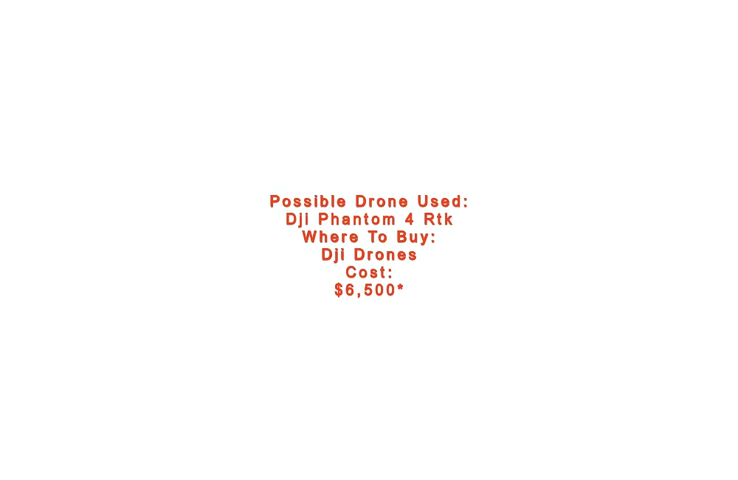 Possible Drone Used:
Dji Phantom 4 Rtk
Where To Buy:
Dji Drones
Cost:
$6,500*